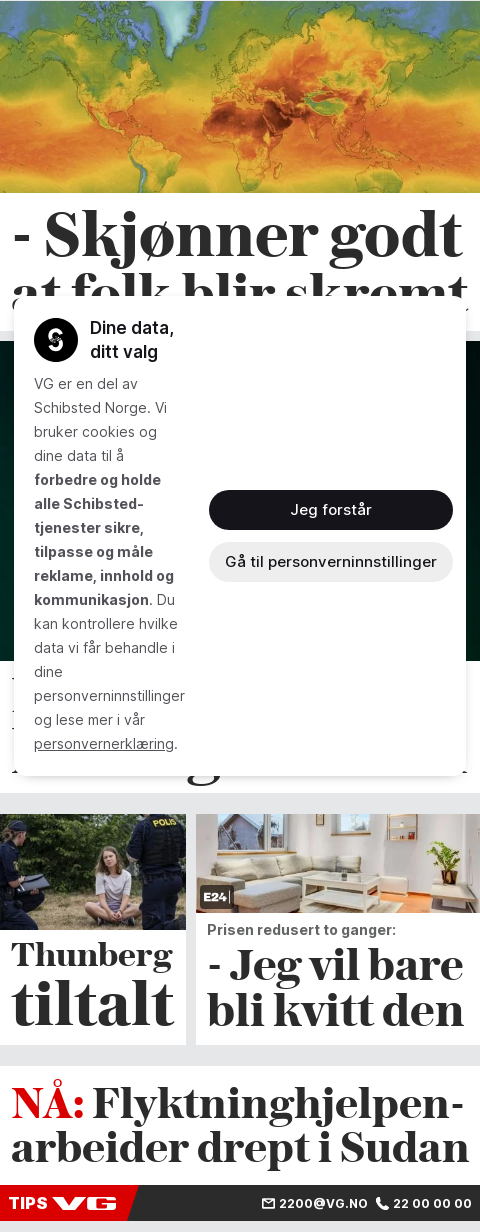 - Skjønner godt
at folk blir skremt
S
Dine data,
ditt valg
VG er en del av
Schibsted Norge. Vi
bruker cookies og
dine data til å
forbedre og holde
alle Schibsted-
tjenester sikre,
tilpasse og måle
reklame, innhold og
kommunikasjon. Du
kan kontrollere hvilke
data vi får behandle i
dine
personverninnstillinger
og lese mer i vår
personvernerklæring.
Jeg forstår
Gå til personverninnstillinger
POLIS
Thunberg
tiltalt
E24
Prisen redusert to ganger:
- Jeg vil bare
bli kvitt den
NÅ: Flyktninghjelpen-
arbeider drept i Sudan
TIPS VG 2200@VG.NO 22 00 00 00